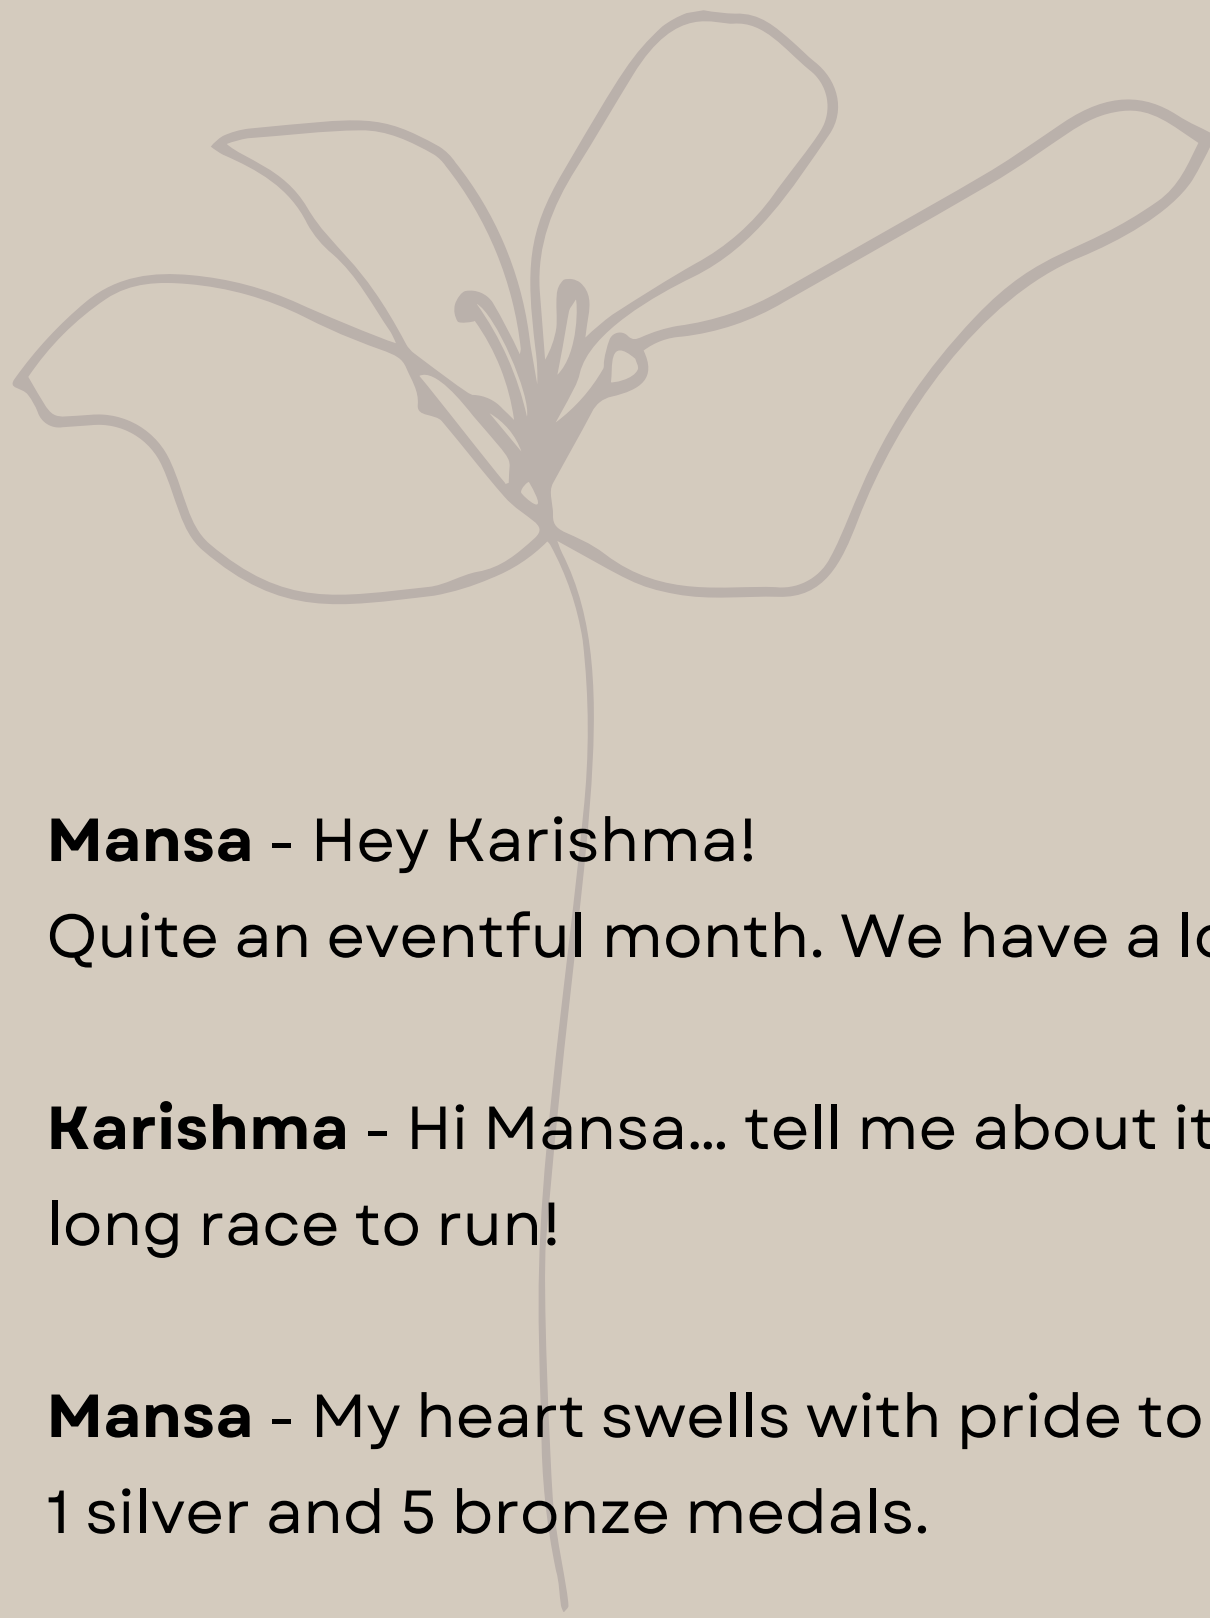 Mansa - Hey Karishma!
Quite an eventful month. We have a
Karishma - Hi Mansa... tell me about it
long race to run!
Mansa - My heart swells with pride to
1 silver and 5 bronze medals.